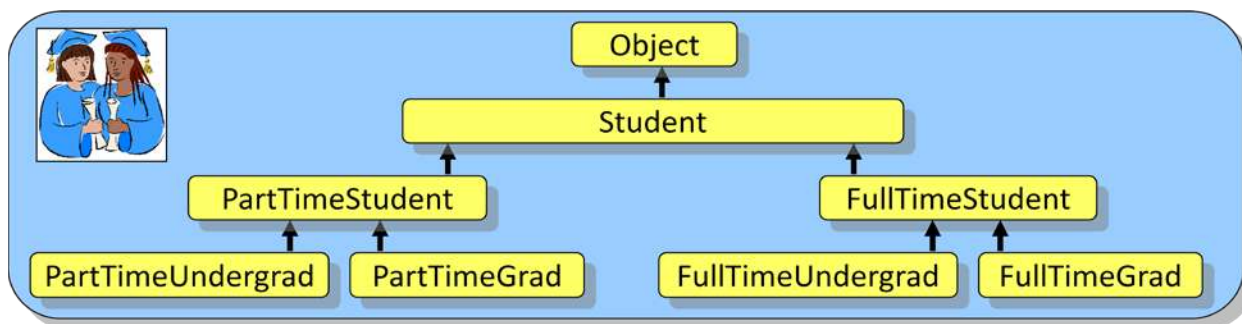 Object
Student
PartTimeStudent
FullTimeStudent
PartTimeUndergrad
PartTimeGrad
FullTimeUndergrad
FullTimeGrad